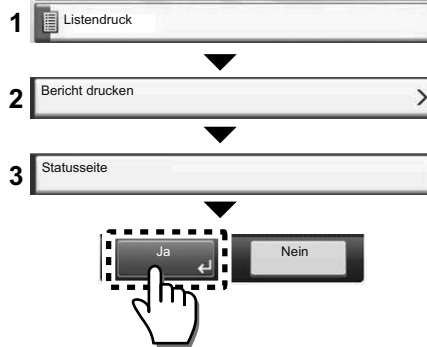 1 Listendruck
2 Bericht drucken
3 Statusseite
Ja Nein